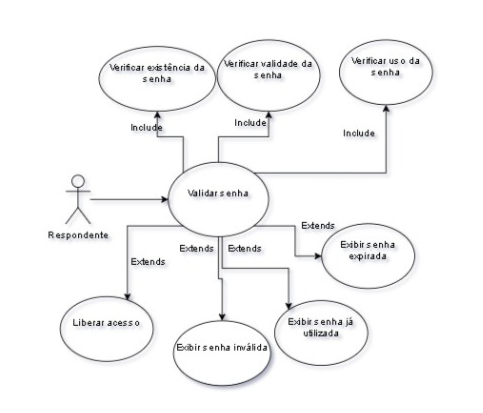 Verificar existência da
senha
Verificar validade da
senha
Verificar uso da
senha
Include
Include
Include
Validar senha
Respondente
Extends
Extends
Extends
Extends
Exibir senha
expirada
Liberar acesso
Exibir senha inválida
Exibir senha já
utilizada